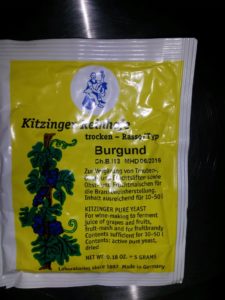 Kitzinger Reinhefe
trocken – Rasse/Typ
Burgund
Ch.B. 113 MHD 06/2016
Zur Vergärung von Trauben-
sowie
Obst- Fruchtmaischen für
die Branntweinherstellung.
Inhalt ausreichend für 10-50 l
KITZINGER PURE YEAST
For wine-making to ferment
juice of grapes and fruits,
fruit-mash and for fruitbrandy
Contents sufficient for 10-50 l
Contents: active pure yeast,
dried
NET WT. 0.18 OZ. = 5 GRAMS
Laboratories since 1887 Made in Germany